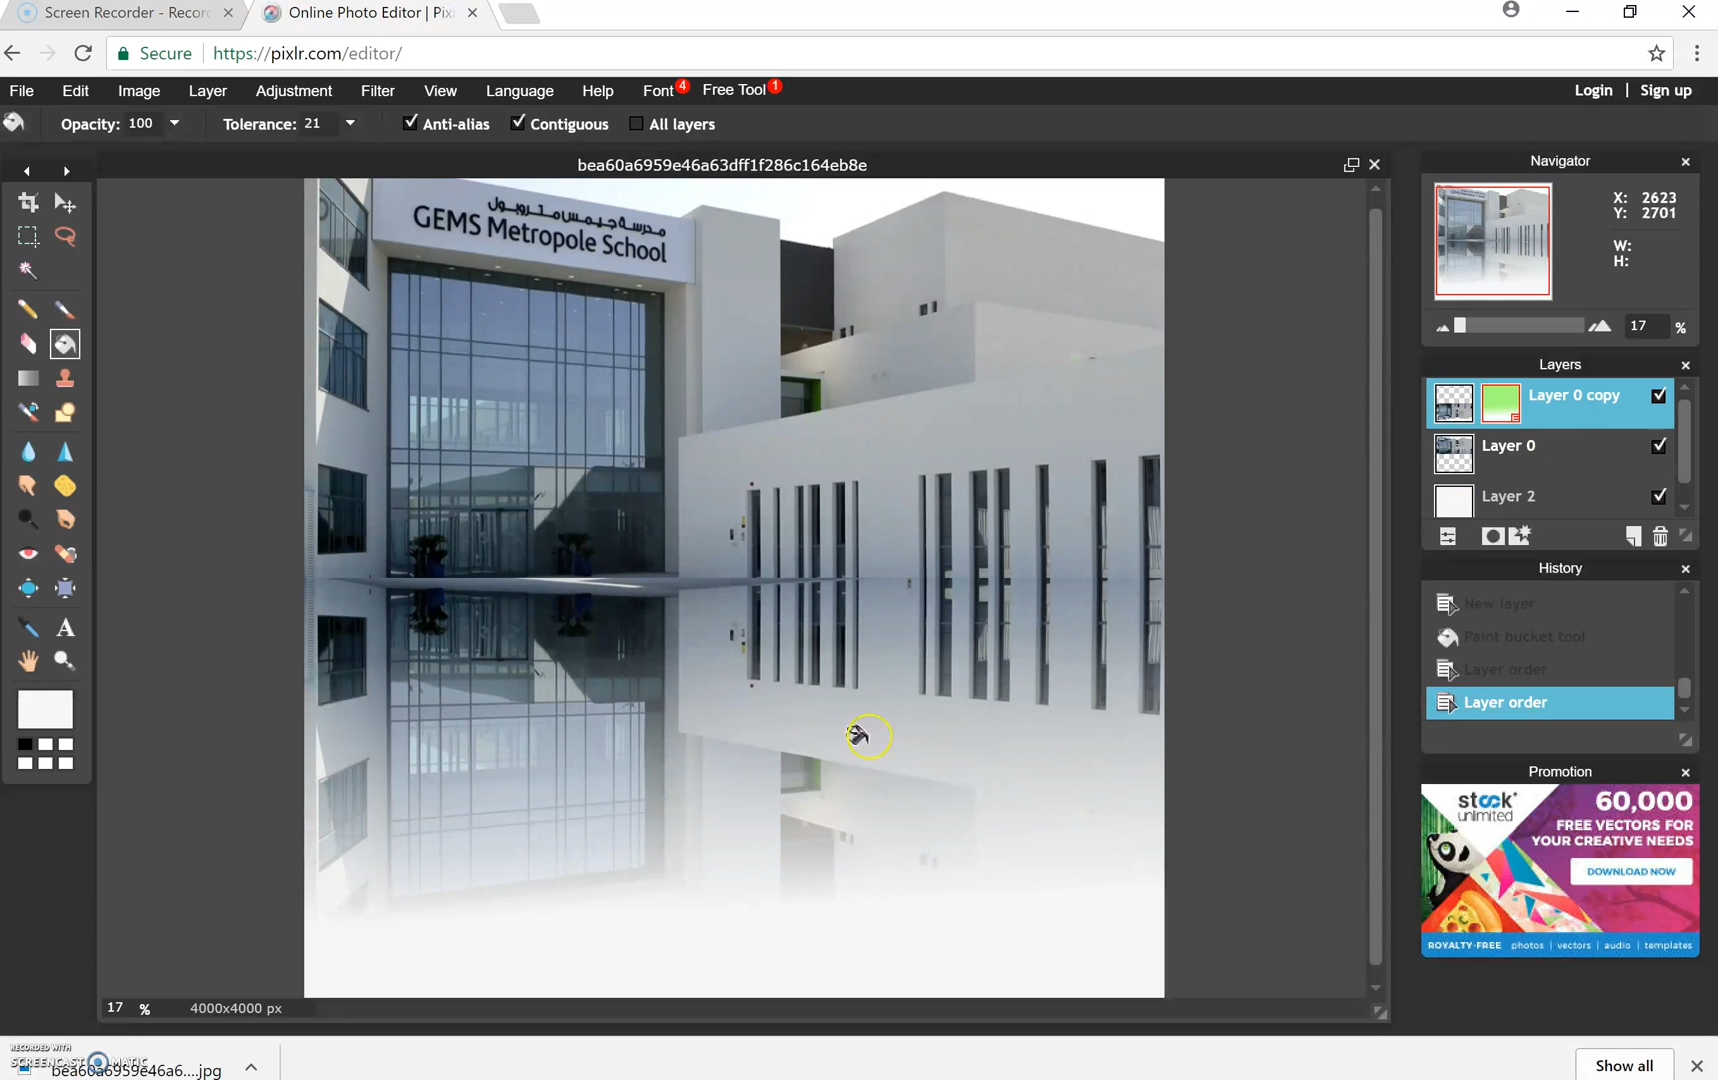 Screen Recorder - Record
Online Photo Editor | Pixl
Secure
https://pixlr.com/editor/
File Edit Image Layer Adjustment Filter View Language Help Font 4 Free Tool 1 Login | Sign up
Opacity: 100 Tolerance: 21 Anti-alias Contiguous All layers
bea60a6959e46a63dff1f286c164eb8e
مدرسة جيمس متروبول
GEMS Metropole School
Navigator
X: 2623
Y: 2701
W:
H:
17 %
Layers
Layer 0 copy
Layer 0
Layer 2
History
New layer
Paint bucket tool
Layer order
Layer order
Promotion
stock unlimited
60,000
FREE VECTORS FOR
YOUR CREATIVE NEEDS
DOWNLOAD NOW
ROYALTY-FREE photos | vectors | audio | templates
17 % 4000x4000 px
RECORDED WITH
SCREENCAST MATIC
bea60a6959e46a6....jpg
Show all